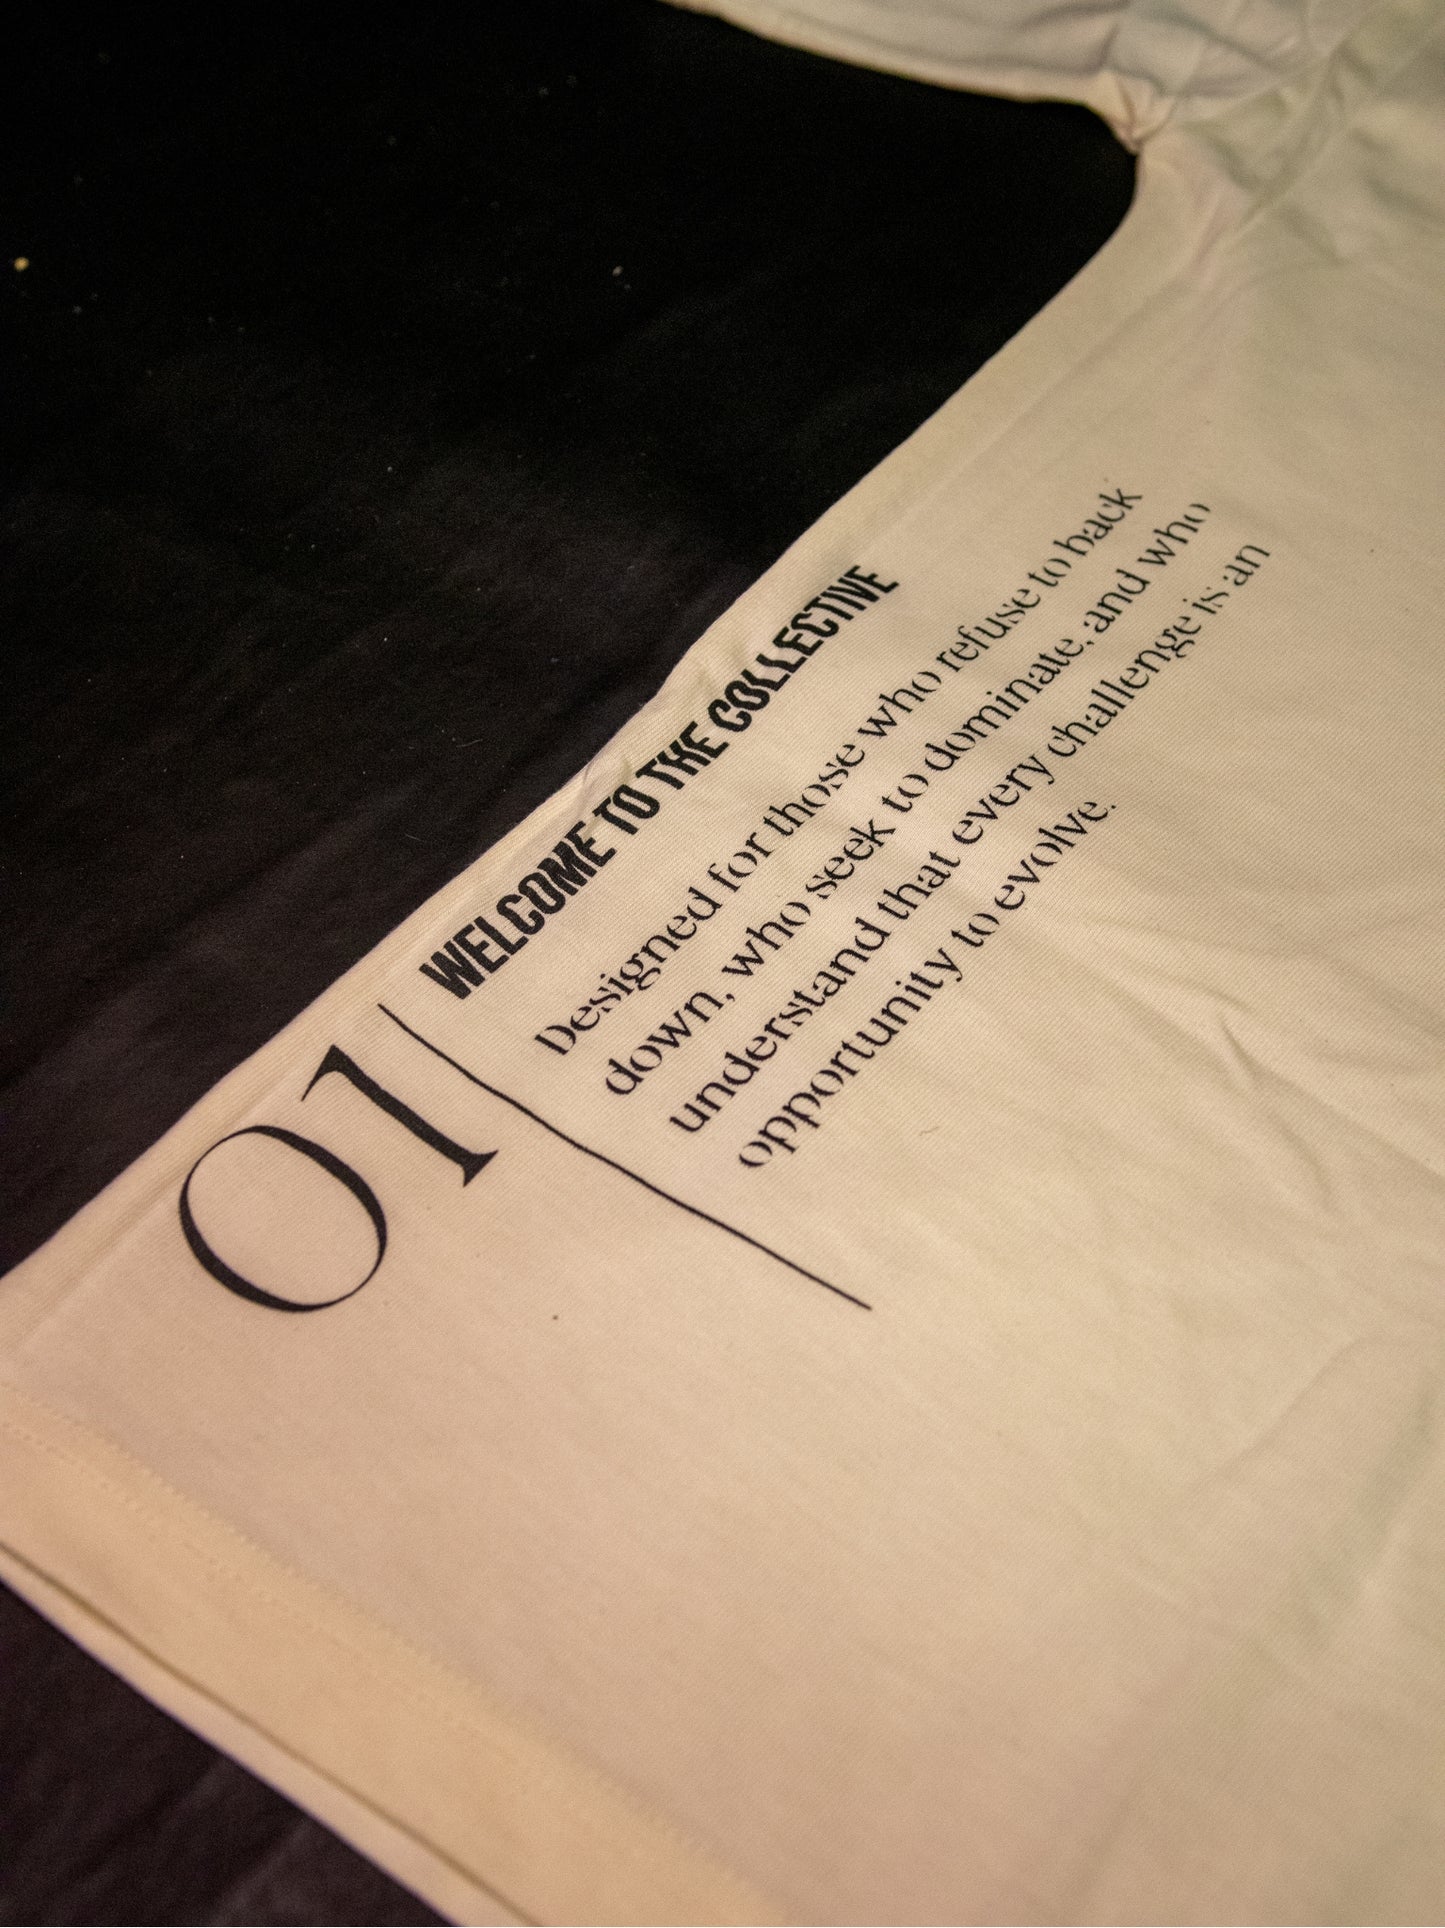 01
WELCOME TO THE COLLECTIVE
Designed for those who refuse to back
down, who seek to dominate, and who
understand that every challenge is an
opportunity to evolve.